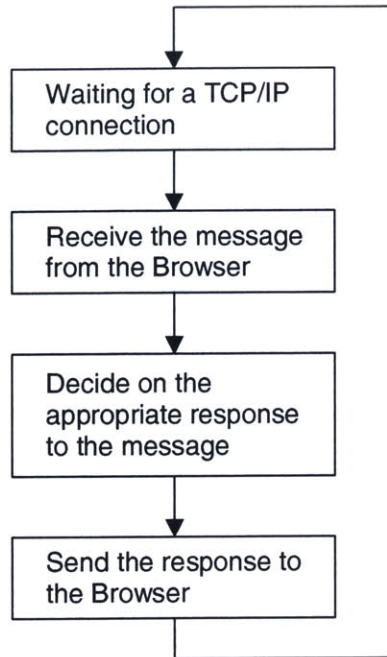 Waiting for a TCP/IP
connection
Receive the message
from the Browser
Decide on the
appropriate response
to the message
Send the response to
the Browser